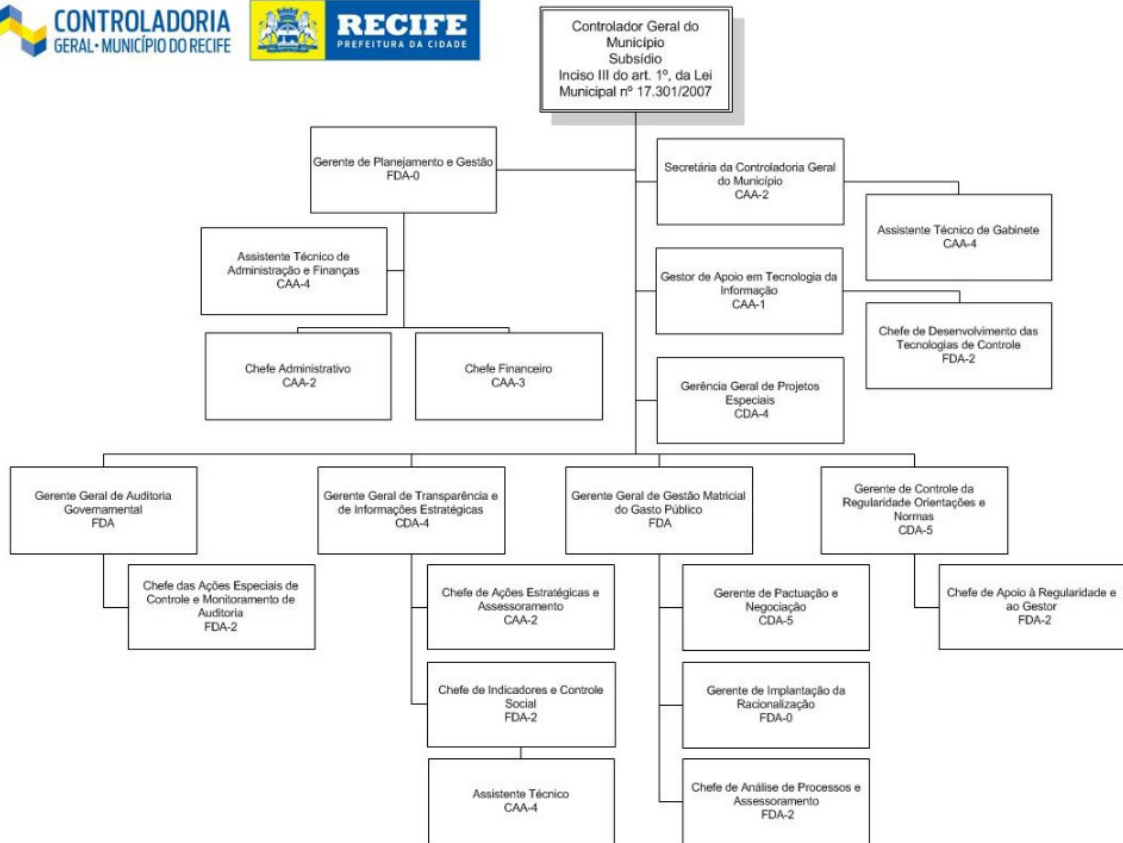 CONTROLADORIA
GERAL • MUNICÍPIO DO RECIFE
RECIFE
PREFEITURA DA CIDADE
Controlador Geral do
Município
Subsídio
Inciso III do art. 1º, da Lei
Municipal nº 17.301/2007
Gerente de Planejamento e Gestão
FDA-0
Secretária da Controladoria Geral
do Município
CAA-2
Assistente Técnico de Gabinete
CAA-4
Assistente Técnico de
Administração e Finanças
CAA-4
Gestor de Apoio em Tecnologia da
Informação
CAA-1
Chefe de Desenvolvimento das
Tecnologias de Controle
FDA-2
Chefe Administrativo
CAA-2
Chefe Financeiro
CAA-3
Gerência Geral de Projetos
Especiais
CDA-4
Gerente Geral de Auditoria
Governamental
FDA
Gerente Geral de Transparência e
de Informações Estratégicas
CDA-4
Gerente Geral de Gestão Matricial
do Gasto Público
FDA
Gerente de Controle da
Regularidade Orientações e
Normas
CDA-5
Chefe das Ações Especiais de
Controle e Monitoramento de
Auditoria
FDA-2
Chefe de Ações Estratégicas e
Assessoramento
CAA-2
Gerente de Pactuação e
Negociação
CDA-5
Chefe de Apoio à Regularidade e
ao Gestor
FDA-2
Chefe de Indicadores e Controle
Social
FDA-2
Gerente de Implantação da
Racionalização
FDA-0
Assistente Técnico
CAA-4
Chefe de Análise de Processos e
Assessoramento
FDA-2